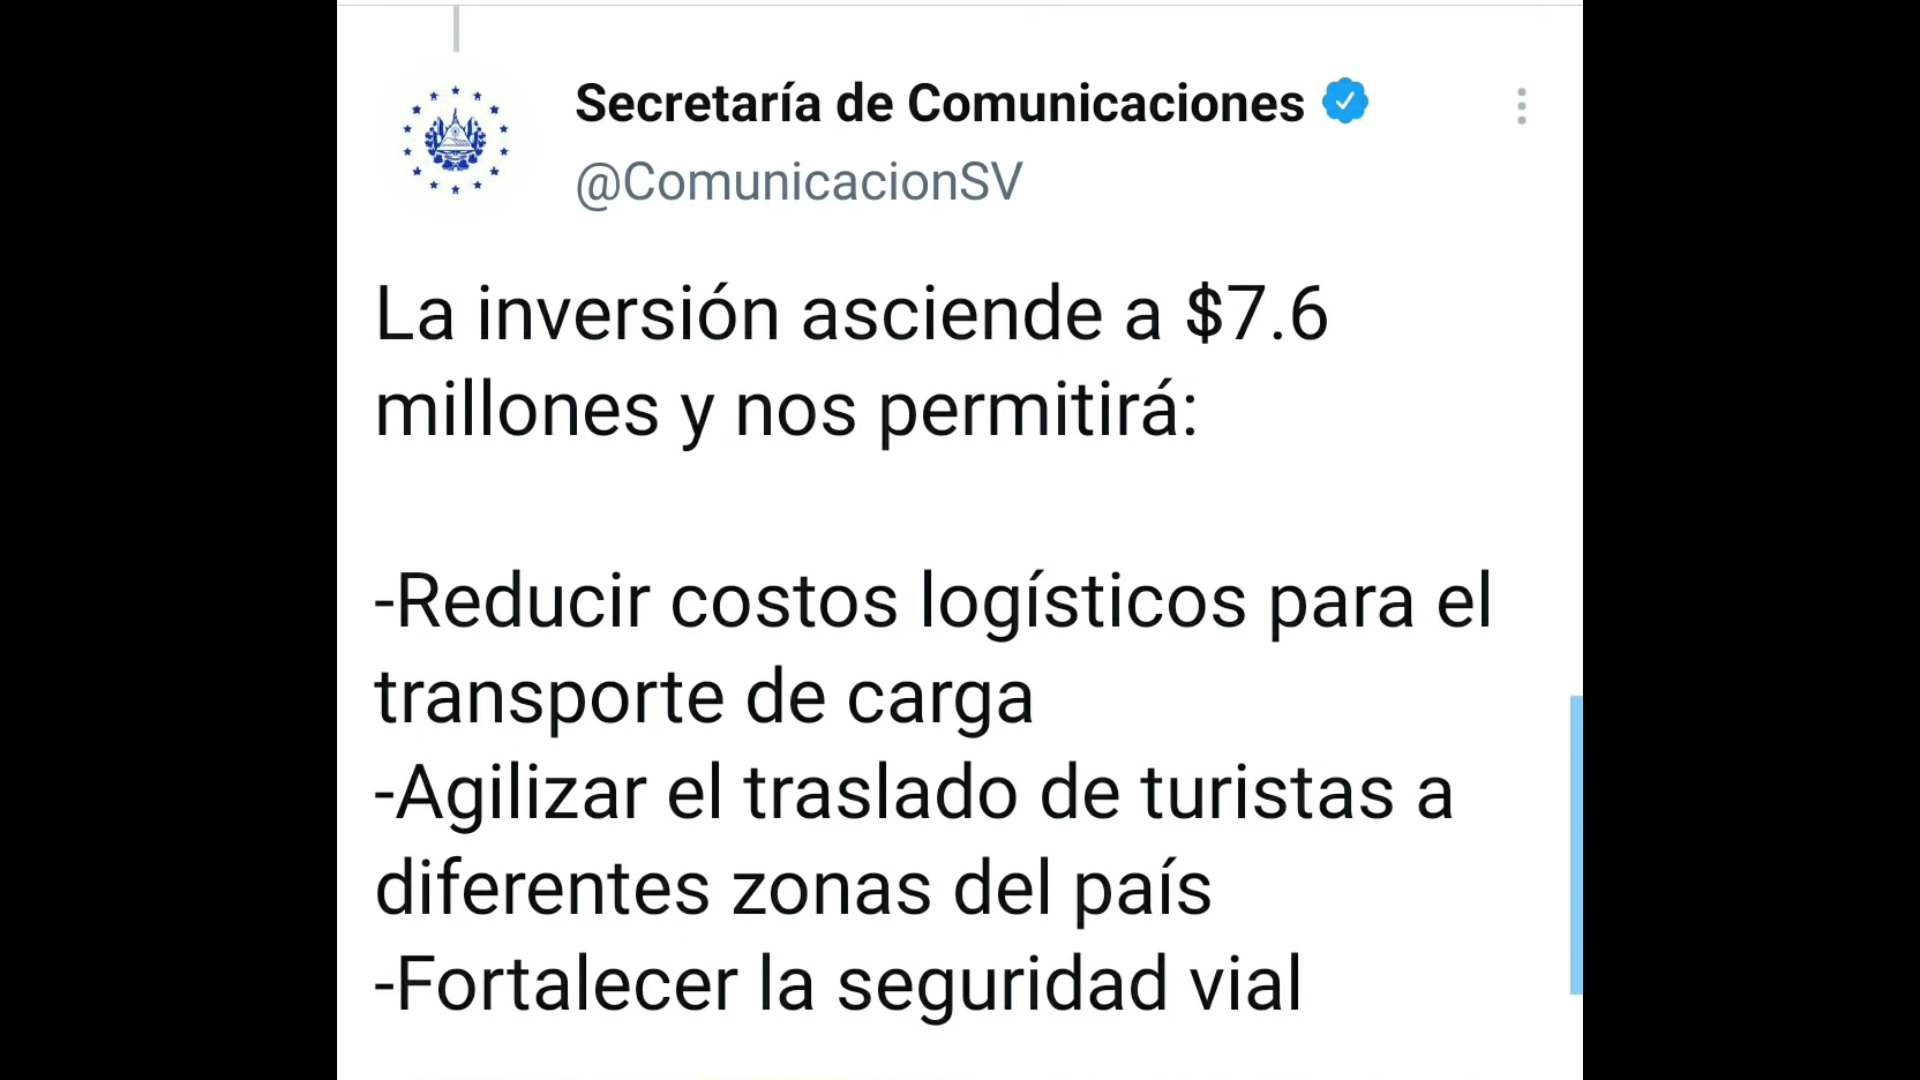 Secretaría de Comunicaciones
@ComunicacionSV
La inversión asciende a $7.6
millones y nos permitirá:
-Reducir costos logísticos para el
transporte de carga
-Agilizar el traslado de turistas a
diferentes zonas del país
-Fortalecer la seguridad vial